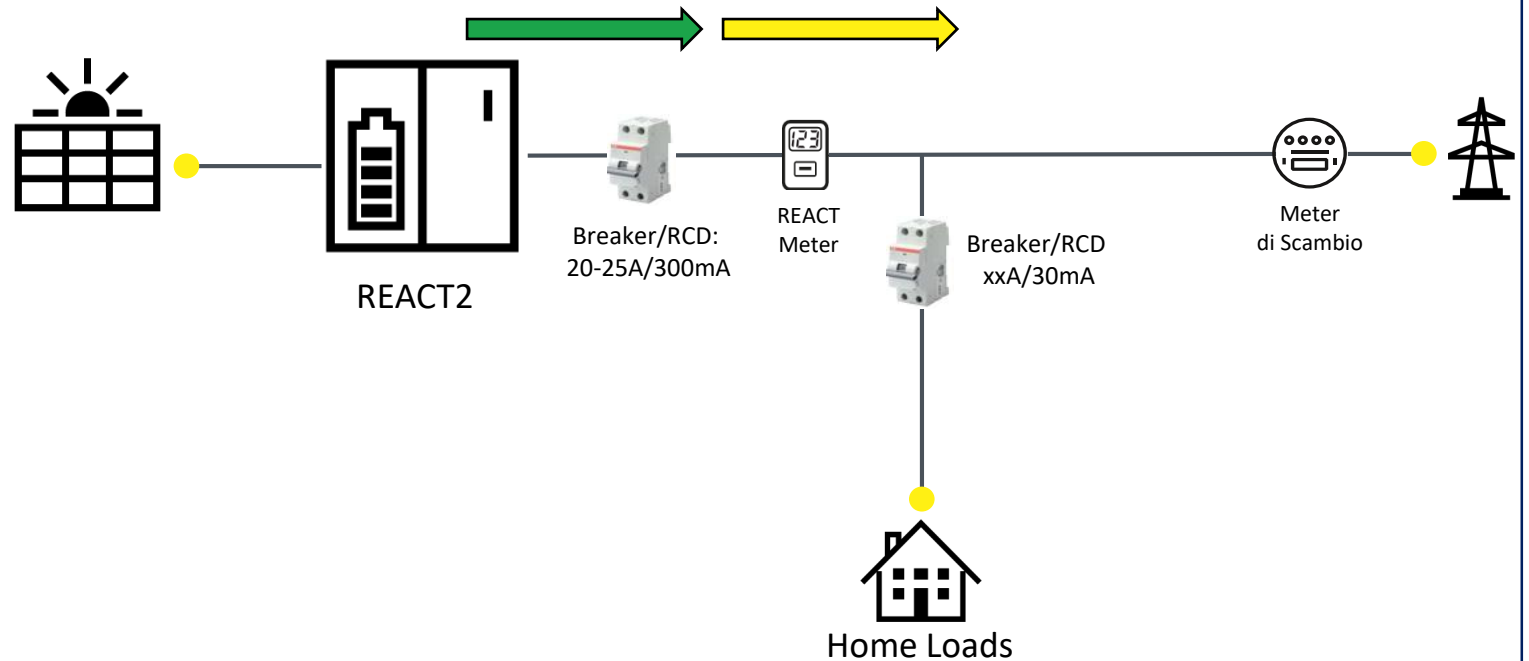 123
Breaker/RCD:
20-25A/300mA
REACT
Meter
Breaker/RCD
xxA/30mA
Meter
di Scambio
REACT2
Home Loads